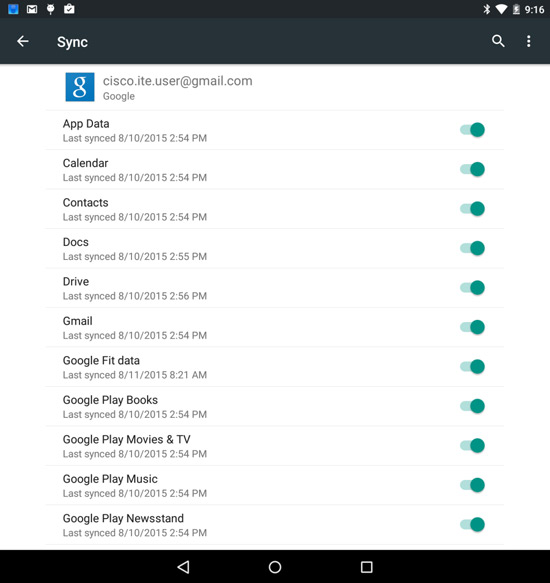 9:16
Sync
g
cisco.ite.user@gmail.com
Google
App Data
Last synced 8/10/2015 2:54 PM
Calendar
Last synced 8/10/2015 2:54 PM
Contacts
Last synced 8/10/2015 2:54 PM
Docs
Last synced 8/10/2015 2:55 PM
Drive
Last synced 8/10/2015 2:56 PM
Gmail
Last synced 8/10/2015 2:54 PM
Google Fit data
Last synced 8/11/2015 8:21 AM
Google Play Books
Last synced 8/10/2015 2:54 PM
Google Play Movies & TV
Last synced 8/10/2015 2:54 PM
Google Play Music
Last synced 8/10/2015 2:54 PM
Google Play Newsstand
Last synced 8/10/2015 2:54 PM